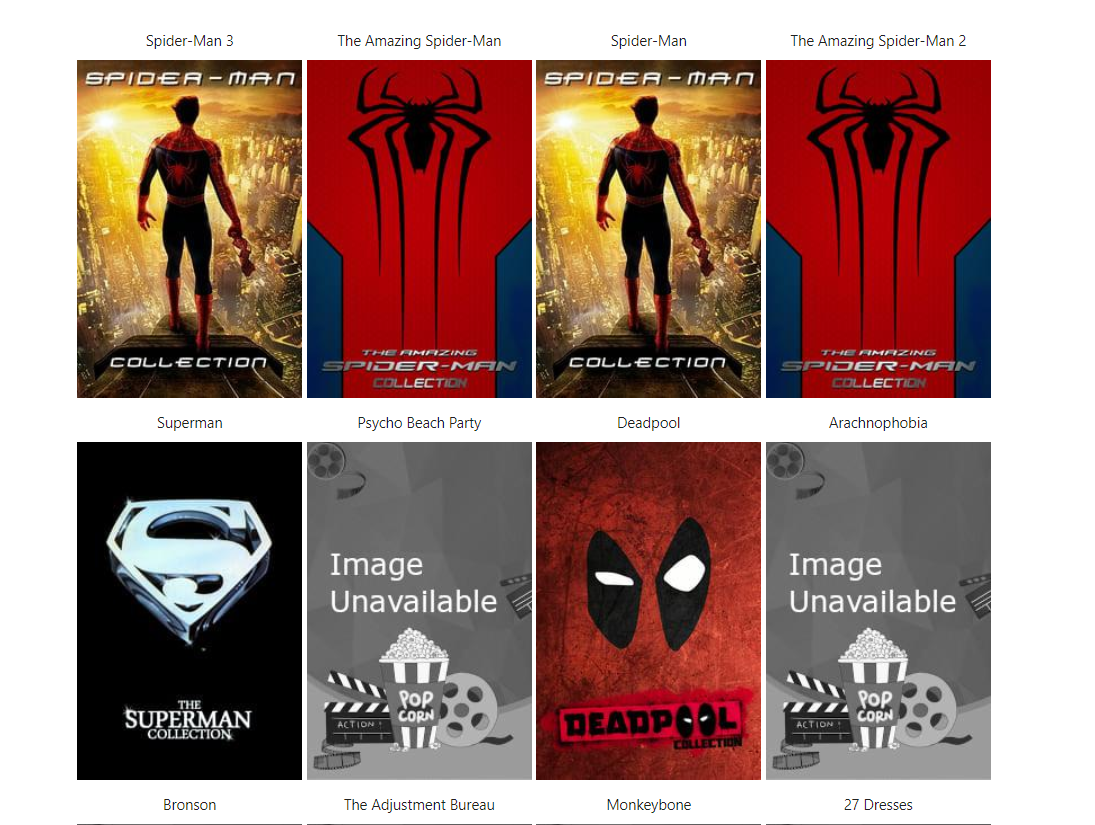 Spider-Man 3
The Amazing Spider-Man
Spider-Man
The Amazing Spider-Man 2
SPIDER-MAN
COLLECTION
THE AMAZING
SPIDER-MAN
COLLECTION
SPIDER-MAN
COLLECTION
THE AMAZING
SPIDER-MAN
COLLECTION
Superman
Psycho Beach Party
Deadpool
Arachnophobia
S
THE
SUPERMAN
COLLECTION
Image
Unavailable
POP
CORN
ACTION!
DEADPOOL
COLLECTION
Image
Unavailable
POP
CORN
ACTION!
Bronson
The Adjustment Bureau
Monkeybone
27 Dresses